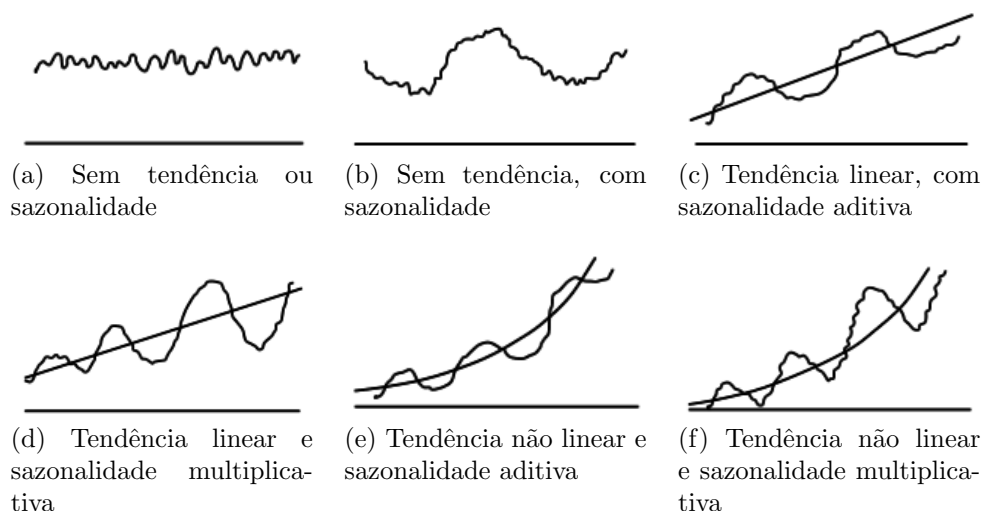 (a) Sem tendência ou
sazonalidade
(b) Sem tendência, com
sazonalidade
(c) Tendência linear, com
sazonalidade aditiva
(d) Tendência linear e
sazonalidade multiplica-
tiva
(e) Tendência não linear e
sazonalidade aditiva
(f) Tendência não linear
e sazonalidade multiplica-
tiva